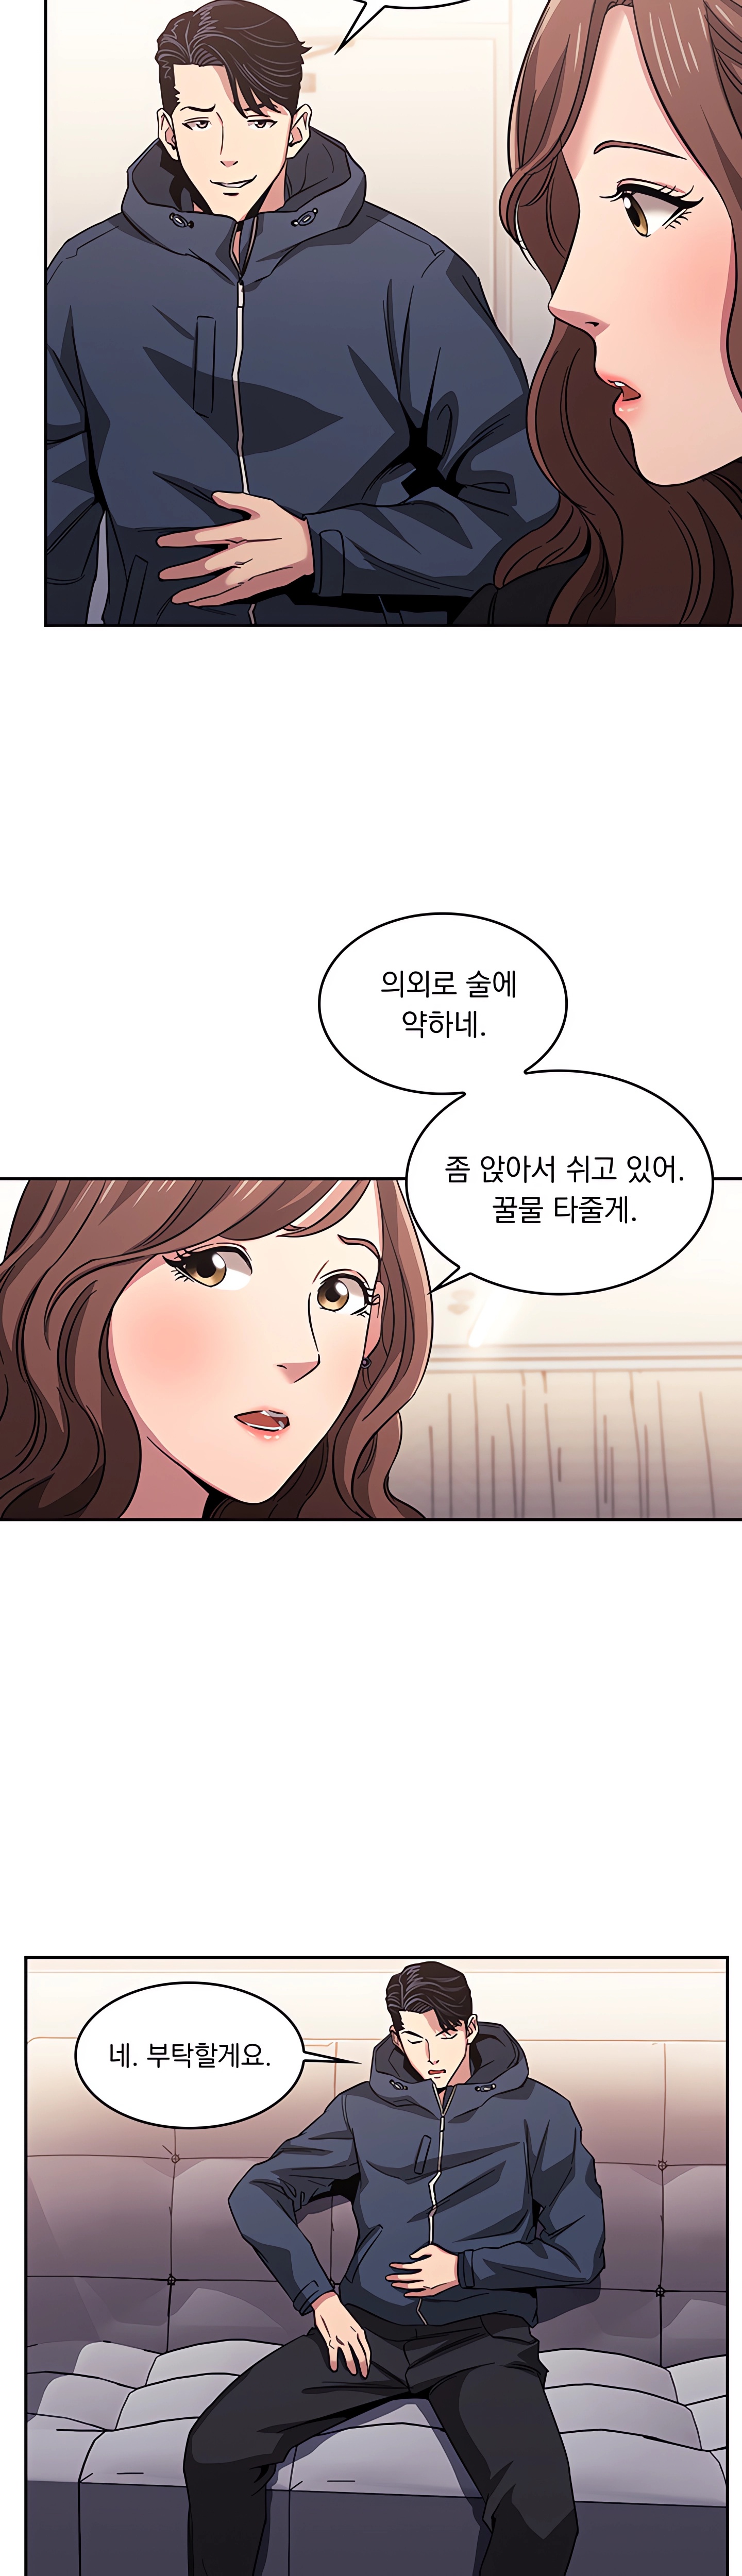 의외로 술에
약하네.
좀 앉아서 쉬고 있어.
꿀물 타줄게.
네. 부탁할게요.